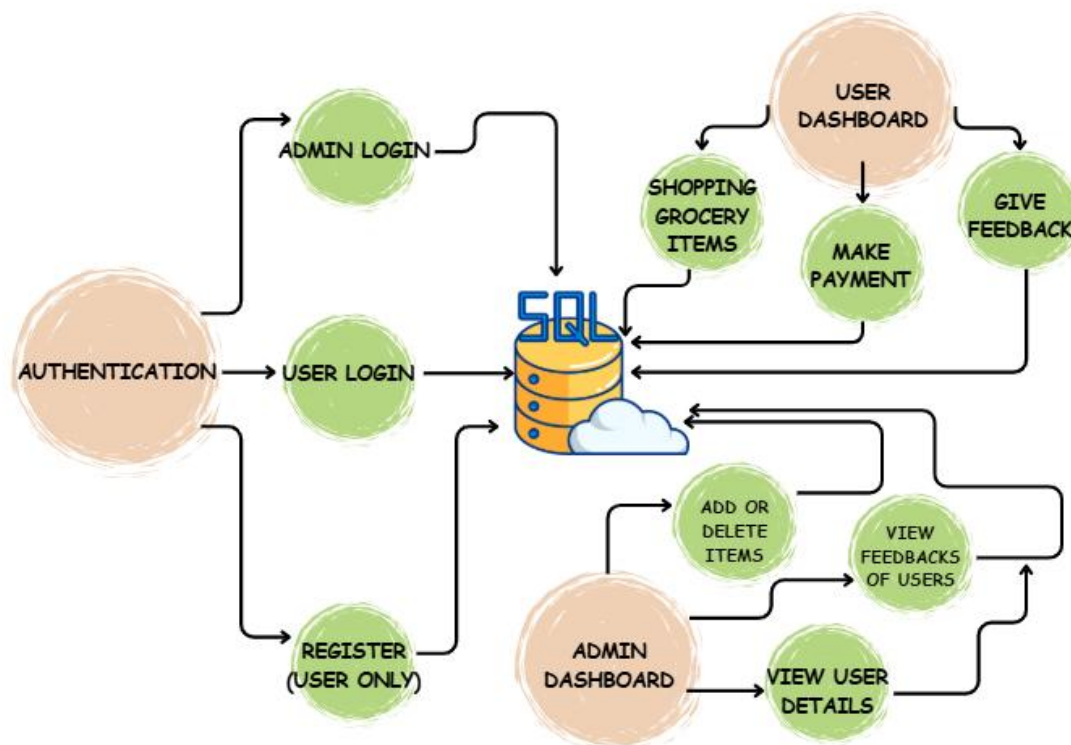 USER
DASHBOARD
ADMIN LOGIN
SHOPPING
GROCERY
ITEMS
GIVE
FEEDBACK
MAKE
PAYMENT
SQL
AUTHENTICATION
USER LOGIN
ADD OR
DELETE
ITEMS
VIEW
FEEDBACKS
OF USERS
REGISTER
(USER ONLY)
ADMIN
DASHBOARD
VIEW USER
DETAILS